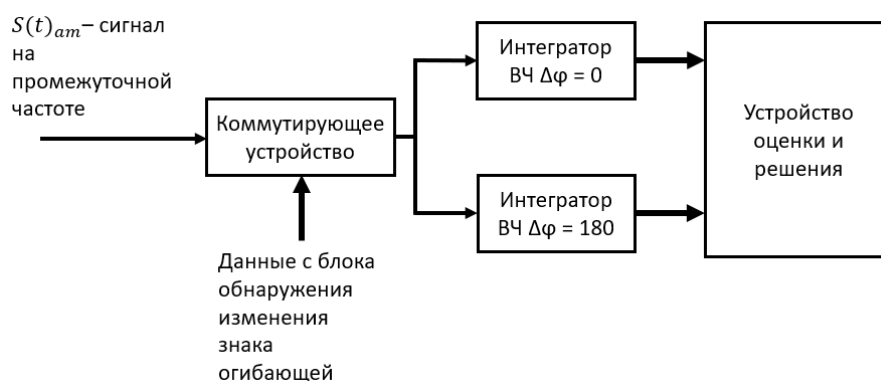 S(t)ₐₘ– сигнал
на
промежуточной
частоте
Коммутирующее
устройство
Данные с блока
обнаружения
изменения
знака
огибающей
Интегратор
ВЧ Δφ = 0
Интегратор
ВЧ Δφ = 180
Устройство
оценки и
решения